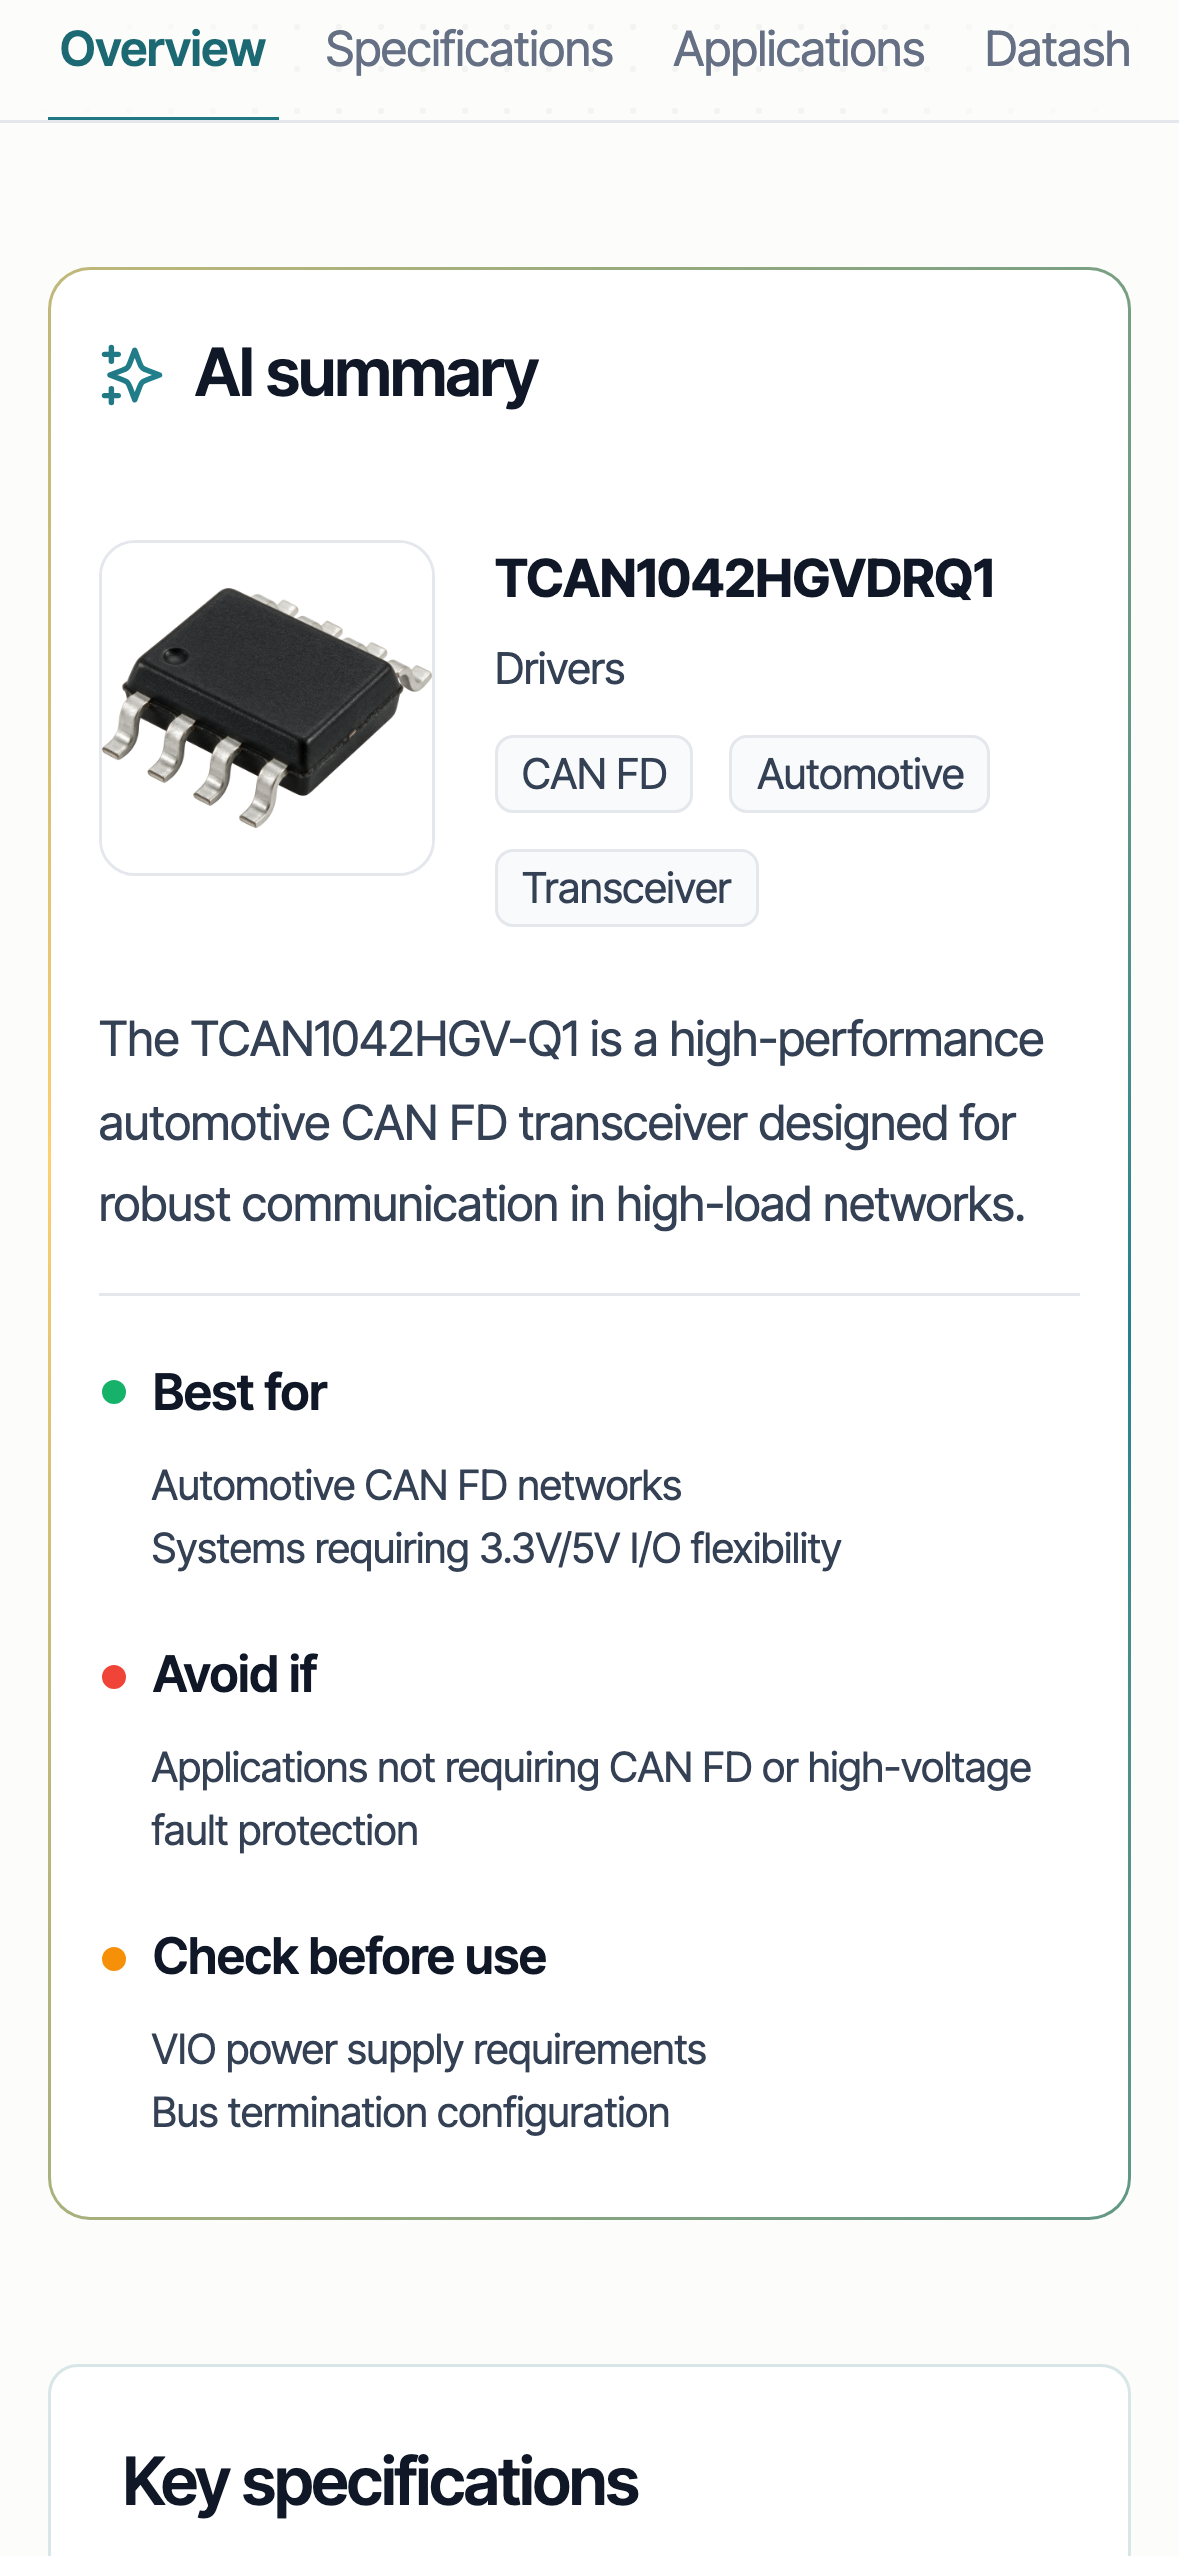 Overview Specifications Applications Datash
AI summary
TCAN1042HGVDRQ1
Drivers
CAN FD Automotive
Transceiver
The TCAN1042HGV-Q1 is a high-performance
automotive CAN FD transceiver designed for
robust communication in high-load networks.
Best for
Automotive CAN FD networks
Systems requiring 3.3V/5V I/O flexibility
Avoid if
Applications not requiring CAN FD or high-voltage
fault protection
Check before use
VIO power supply requirements
Bus termination configuration
Key specifications